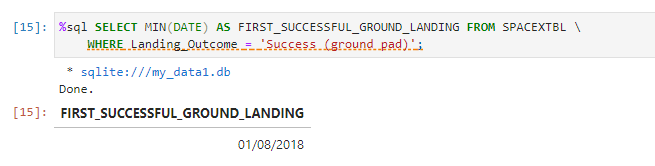 [15]: %sql SELECT MIN(DATE) AS FIRST_SUCCESSFUL_GROUND_LANDING FROM SPACEXTBL \
WHERE Landing_Outcome = 'Success (ground pad)';
* sqlite:///my_data1.db
Done.
[15]: FIRST_SUCCESSFUL_GROUND_LANDING
01/08/2018